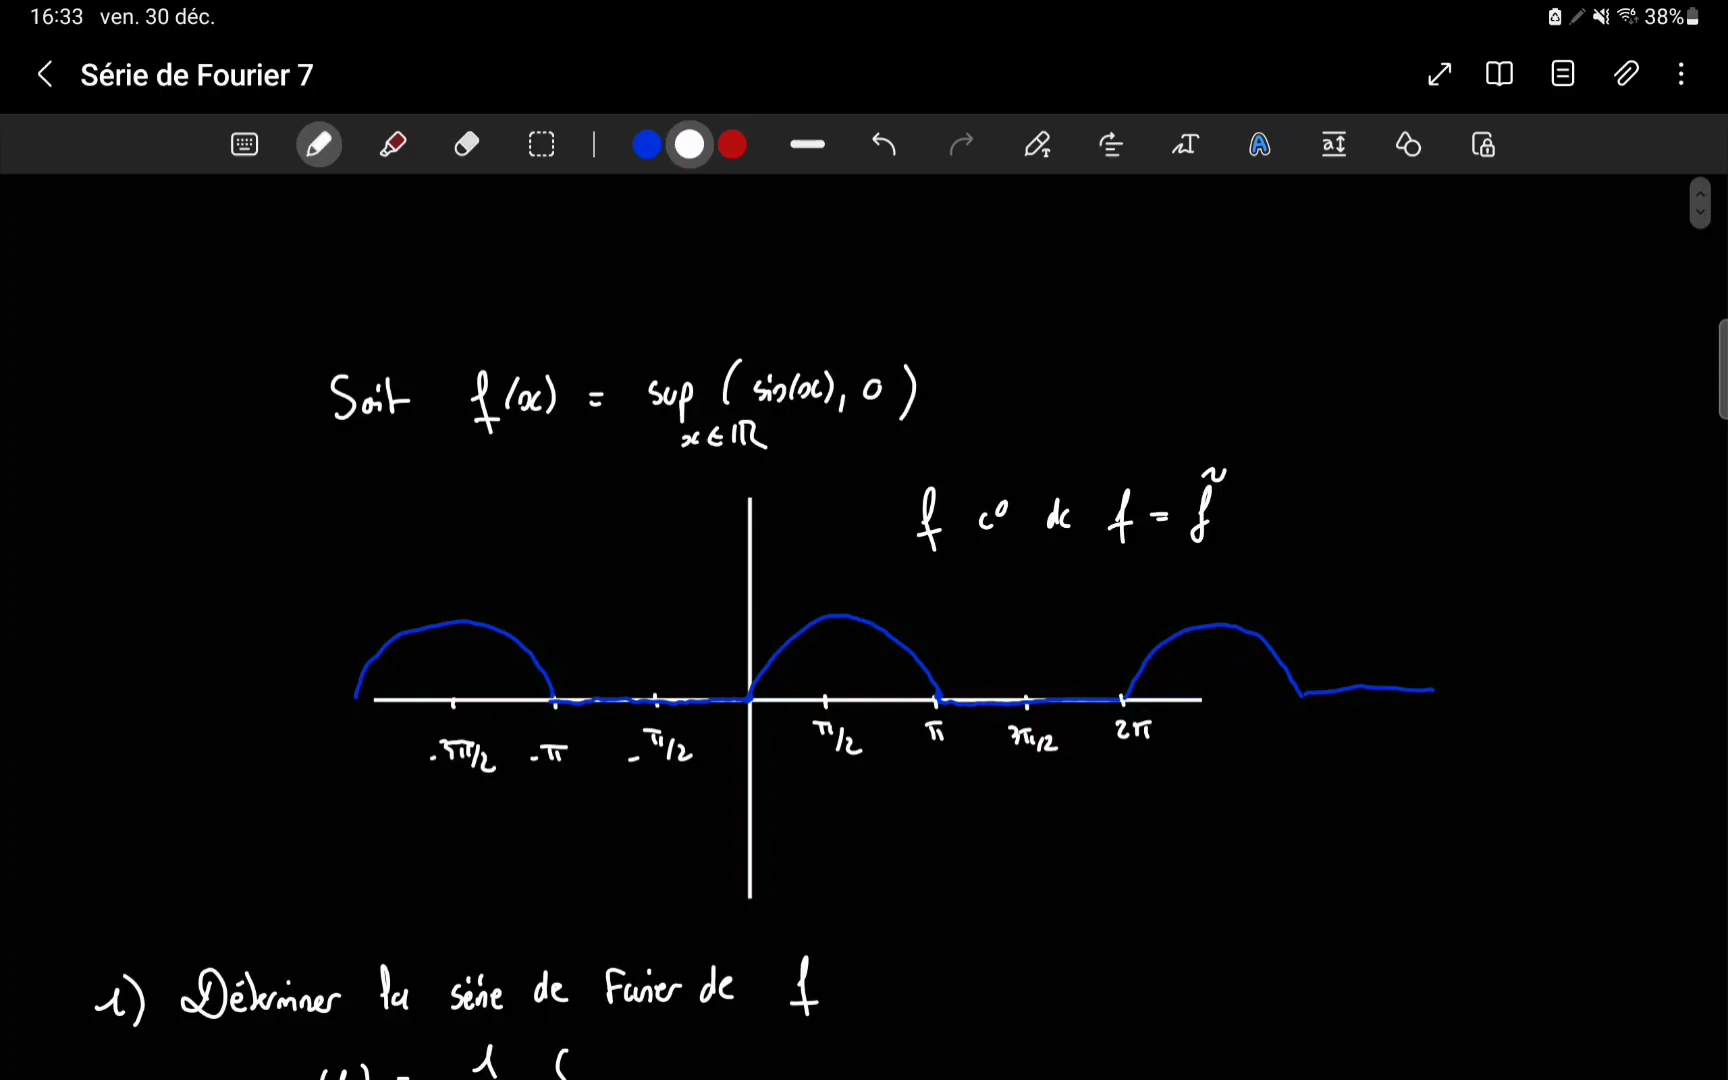 16:33 ven. 30 déc.
38%
Série de Fourier 7
Soit f(x) = sup ( sin(x), 0 )
x ∈ ℝ
f c⁰ dc f = f̃
-3π/2 -π -π/2 π/2 π 3π/2 2π
1) Déterminer la série de Fourier de f